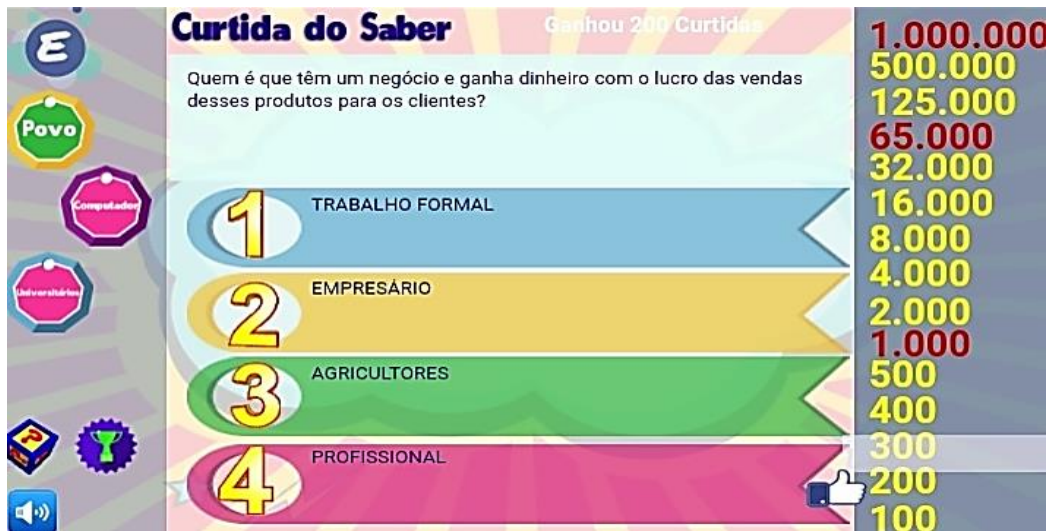 E
Povo
Computador
Universitários
Curtida do Saber
Ganhou 200 Curtidas
Quem é que têm um negócio e ganha dinheiro com o lucro das vendas
desses produtos para os clientes?
1 TRABALHO FORMAL
2 EMPRESÁRIO
3 AGRICULTORES
4 PROFISSIONAL
1.000.000
500.000
125.000
65.000
32.000
16.000
8.000
4.000
2.000
1.000
500
400
300
200
100
?